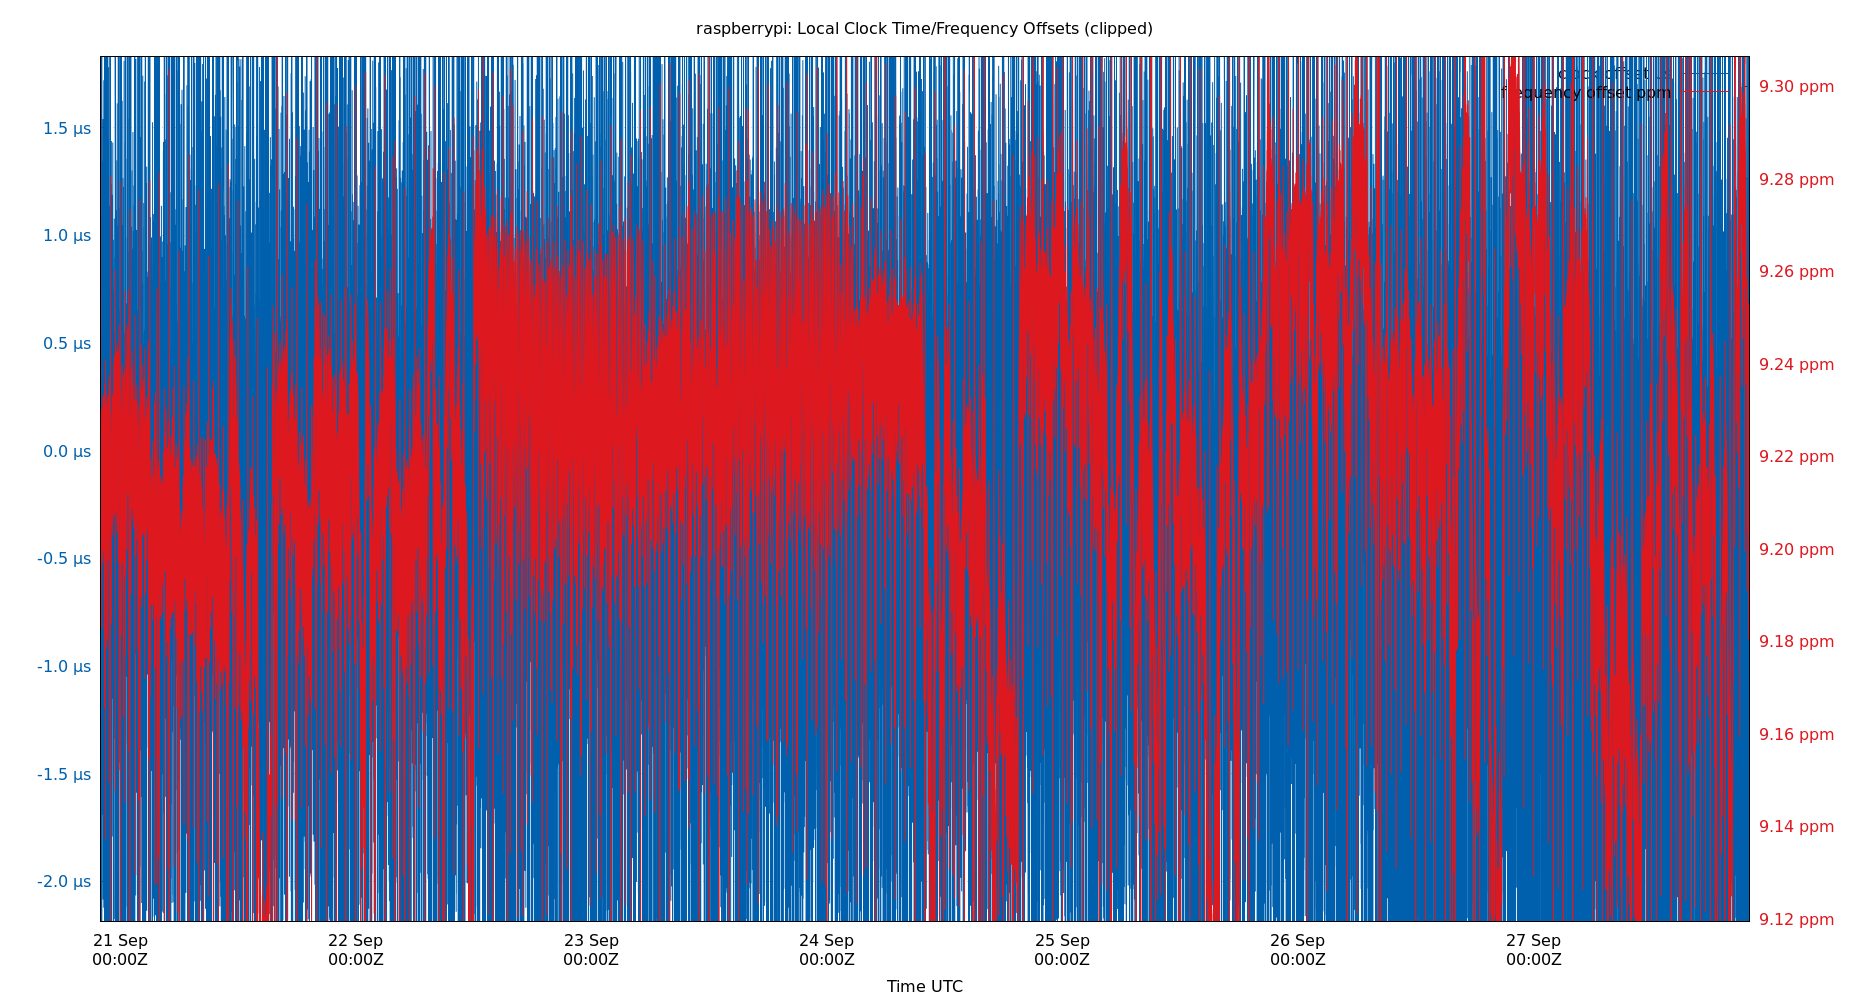 raspberrypi: Local Clock Time/Frequency Offsets (clipped)
clock offset
frequency offset ppm
1.5 µs
1.0 µs
0.5 µs
0.0 µs
-0.5 µs
-1.0 µs
-1.5 µs
-2.0 µs
9.30 ppm
9.28 ppm
9.26 ppm
9.24 ppm
9.22 ppm
9.20 ppm
9.18 ppm
9.16 ppm
9.14 ppm
9.12 ppm
21 Sep
00:00Z
22 Sep
00:00Z
23 Sep
00:00Z
24 Sep
00:00Z
25 Sep
00:00Z
26 Sep
00:00Z
27 Sep
00:00Z
Time UTC